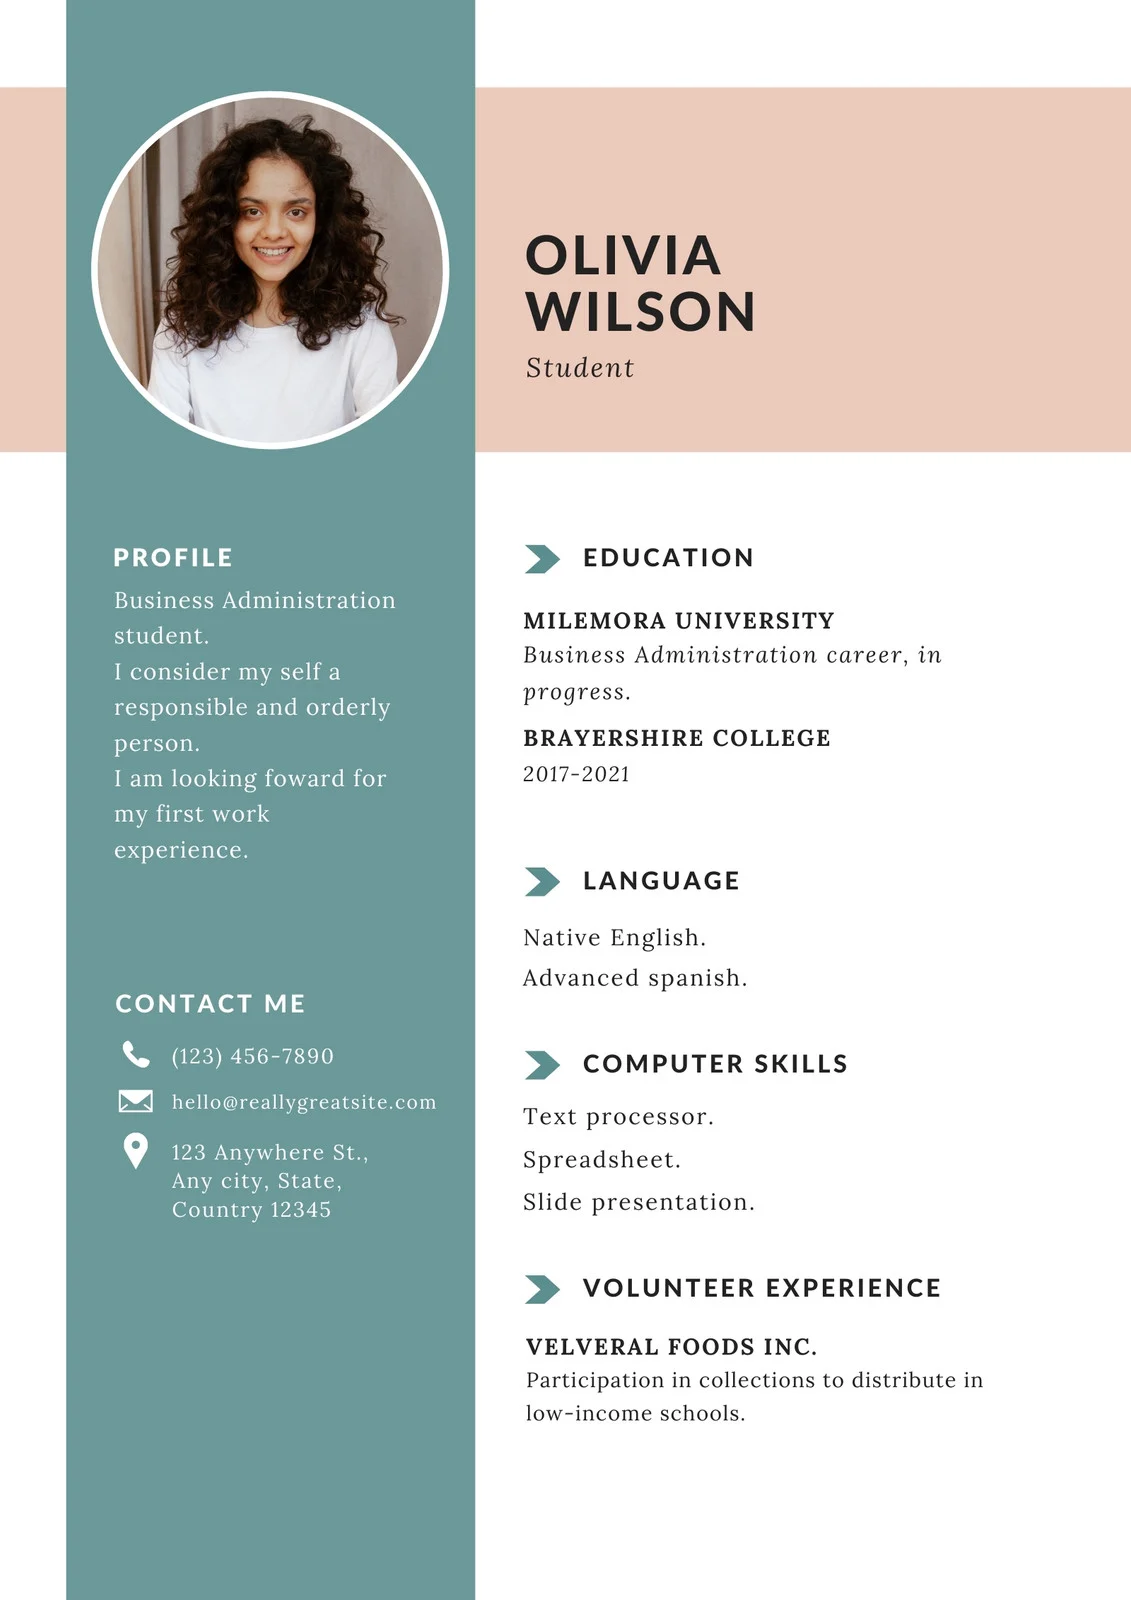 OLIVIA
WILSON
Student
PROFILE
Business Administration
student.
I consider my self a
responsible and orderly
person.
I am looking foward for
my first work
experience.
CONTACT ME
(123) 456-7890
hello@reallygreatsite.com
123 Anywhere St.,
Any city, State,
Country 12345
EDUCATION
MILEMORA UNIVERSITY
Business Administration career, in
progress.
BRAYERSHIRE COLLEGE
2017-2021
LANGUAGE
Native English.
Advanced spanish.
COMPUTER SKILLS
Text processor.
Spreadsheet.
Slide presentation.
VOLUNTEER EXPERIENCE
VELVERAL FOODS INC.
Participation in collections to distribute in
low-income schools.